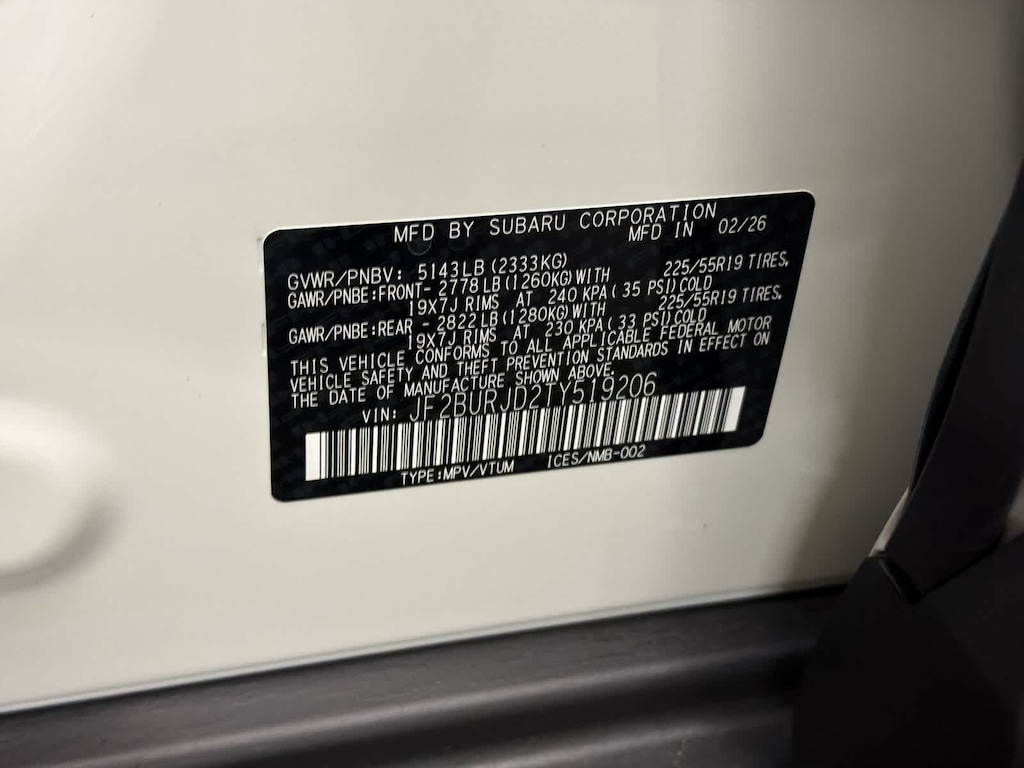 MFD BY SUBARU CORPORATION
MFD IN 02/26
GVWR/PNBV: 5143LB(2333KG)
GAWR/PNBE:FRONT- 2778LB(1260KG)WITH 225/55R19 TIRES,
19X7J RIMS AT 240 KPA( 35 PSI)COLD
GAWR/PNBE:REAR - 2822LB(1280KG)WITH 225/55R19 TIRES,
19X7J RIMS AT 230 KPA( 33 PSI)COLD
THIS VEHICLE CONFORMS TO ALL APPLICABLE FEDERAL MOTOR
VEHICLE SAFETY AND THEFT PREVENTION STANDARDS IN EFFECT ON
THE DATE OF MANUFACTURE SHOWN ABOVE.
VIN: JF2BURJD2TY519206
TYPE:MPV/VTUM ICES/NMB-002